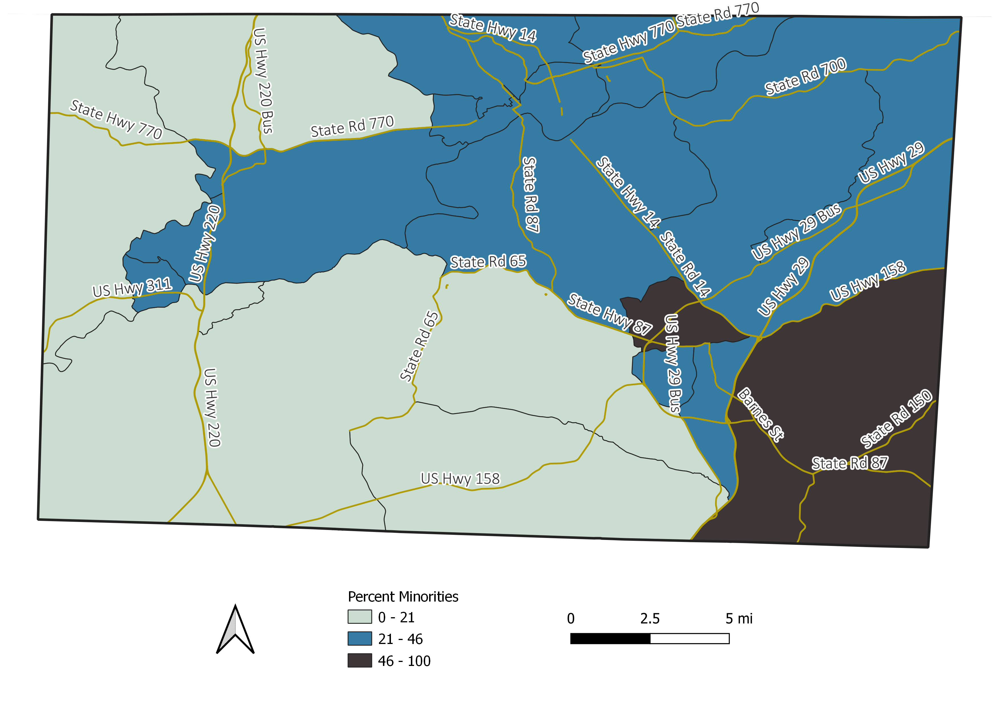 State Rd 770
State Hwy 14
State Hwy 770
US Hwy 220 Bus
State Rd 700
State Hwy 770
State Rd 770
US Hwy 29
State Rd 87
State Hwy 14
US Hwy 220
US Hwy 29 Bus
State Rd 14
State Rd 65
US Hwy 29
US Hwy 158
US Hwy 311
State Hwy 87
State Rd 65
US Hwy 29 Bus
US Hwy 220
Barnes St
State Rd 150
State Rd 87
US Hwy 158
Percent Minorities
0 - 21
21 - 46
46 - 100
0 2.5 5 mi